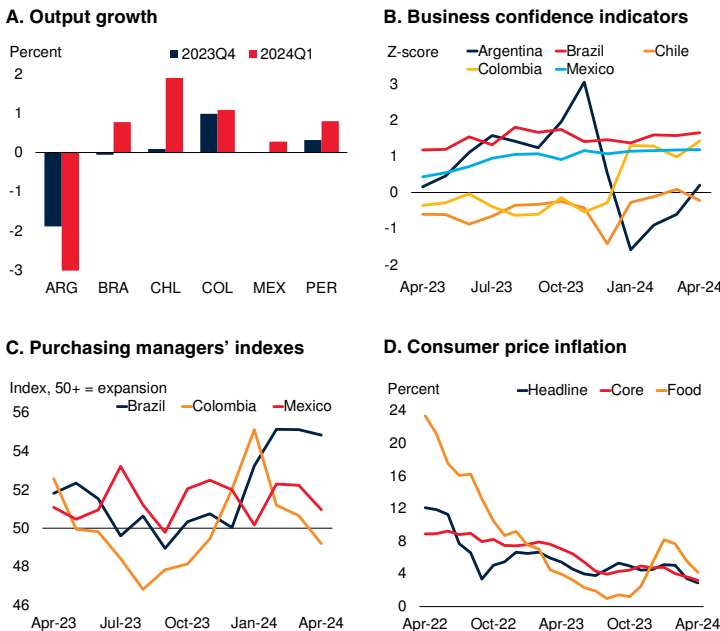 A. Output growth
Percent
2023Q4 2024Q1
2
1
0
-1
-2
-3
ARG BRA CHL COL MEX PER
B. Business confidence indicators
Z-score
Argentina Brazil Chile
Colombia Mexico
3
2
1
0
-1
-2
Apr-23 Jul-23 Oct-23 Jan-24 Apr-24
C. Purchasing managers' indexes
Index, 50+ = expansion
Brazil Colombia Mexico
56
54
52
50
48
46
Apr-23 Jul-23 Oct-23 Jan-24 Apr-24
D. Consumer price inflation
Percent
Headline Core Food
24
20
16
12
8
4
0
Apr-22 Oct-22 Apr-23 Oct-23 Apr-24